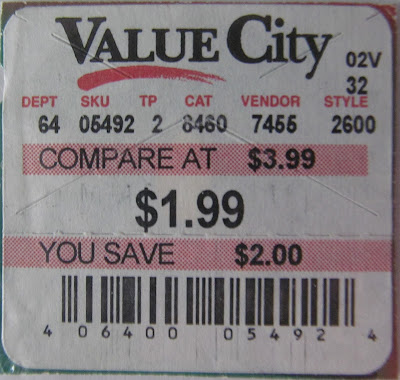 VALUE CITY
02V
32
DEPT SKU TP CAT VENDOR STYLE
64 05492 2 8460 7455 2600
COMPARE AT $3.99
$1.99
YOU SAVE $2.00
4 06400 05492 4